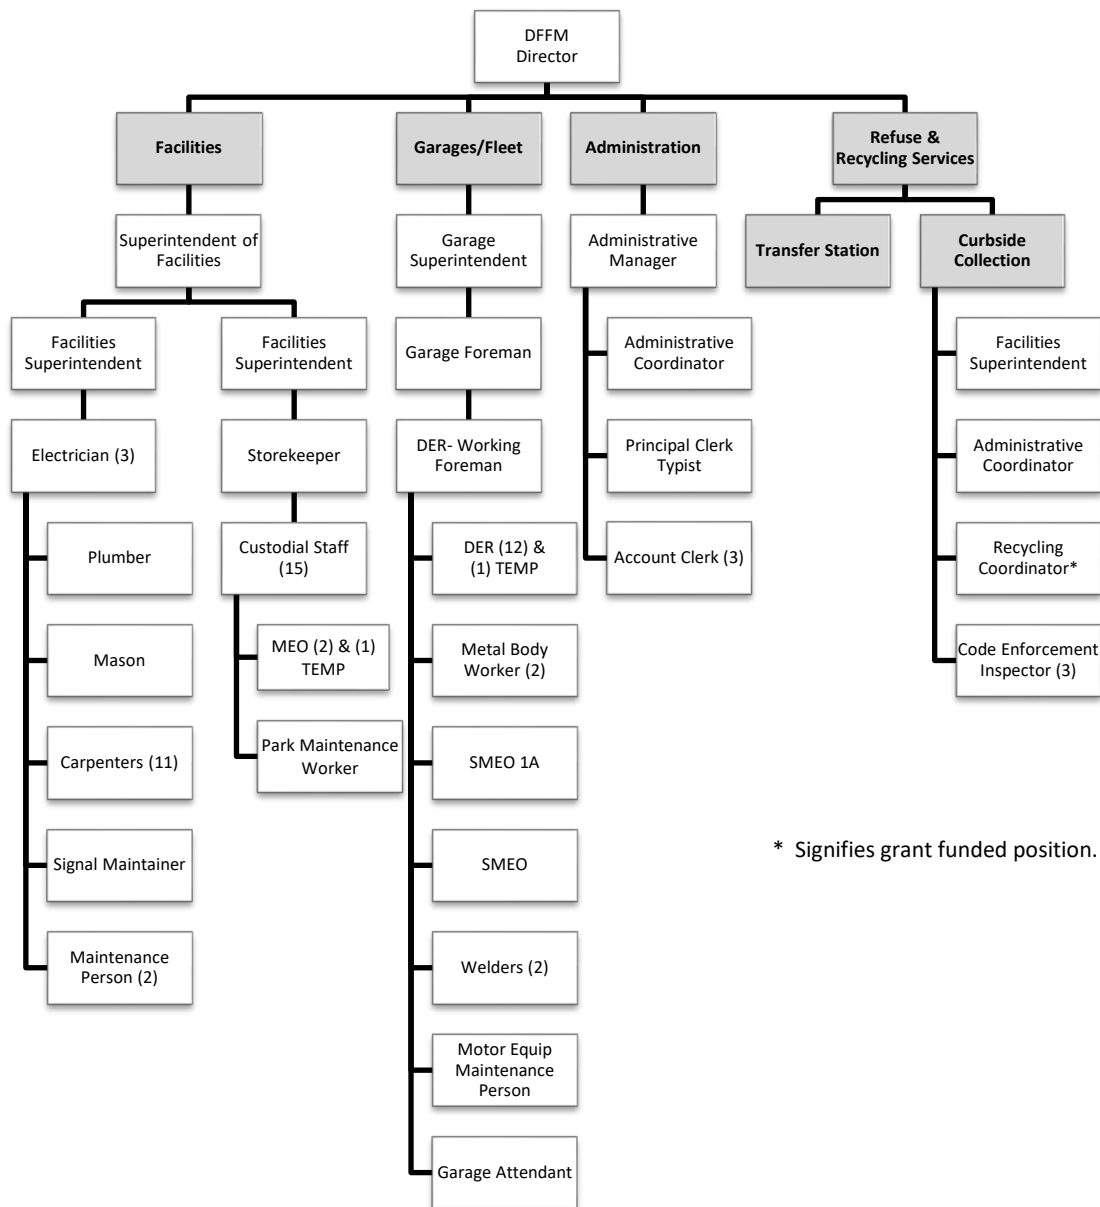 DFFM
Director
Facilities
Garages/Fleet
Administration
Refuse &
Recycling Services
Superintendent of
Facilities
Garage
Superintendent
Administrative
Manager
Transfer Station
Curbside
Collection
Facilities
Superintendent
Facilities
Superintendent
Garage Foreman
Administrative
Coordinator
Facilities
Superintendent
Electrician (3)
Storekeeper
DER- Working
Foreman
Principal Clerk
Typist
Administrative
Coordinator
Plumber
Custodial Staff
(15)
DER (12) &
(1) TEMP
Account Clerk (3)
Recycling
Coordinator*
Mason
MEO (2) & (1)
TEMP
Metal Body
Worker (2)
Code Enforcement
Inspector (3)
Carpenters (11)
Park Maintenance
Worker
SMEO 1A
Signal Maintainer
SMEO
* Signifies grant funded position.
Maintenance
Person (2)
Welders (2)
Motor Equip
Maintenance
Person
Garage Attendant